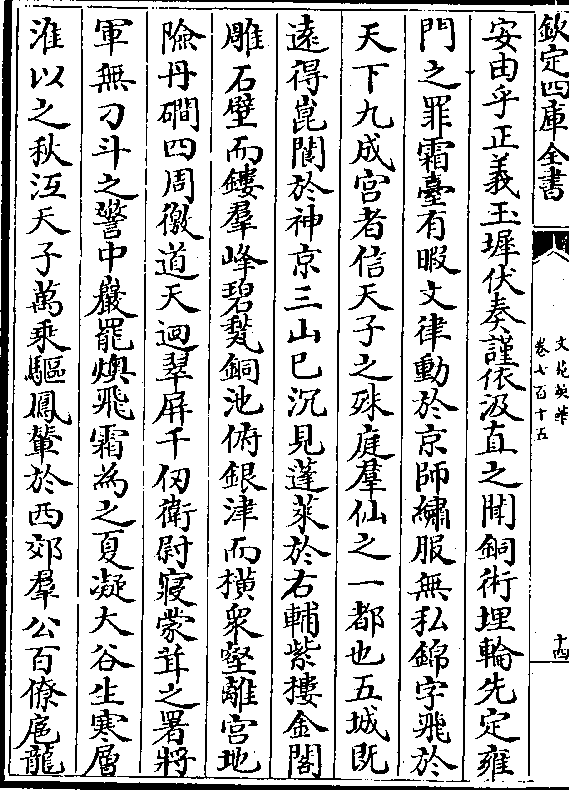 欽定四庫全書
文苑英華
卷七百十五
十四
安由乎正義玉墀伏奏謹依汲直之聞銅術埋輪先定雍
門之罪霜臺有暇文律動於京師繡服無私錦字飛於
天下九成宮者信天子之殊庭羣仙之一都也五城既
遠得崑閬於神京三山已沉見蓬萊於右輔紫摟金閣
雕石壁而鏤羣峰碧甃銅池俯銀津而橫衆壑離宮地
險丹磵四周徼道天迴翠屏千仞衛尉寝蒙茸之署將
軍無刁斗之警中巖罷燠飛霜為之夏凝大谷生寒層
淮以之秋沍天子萬乘驅鳳輦於西郊羣公百僚扈龍